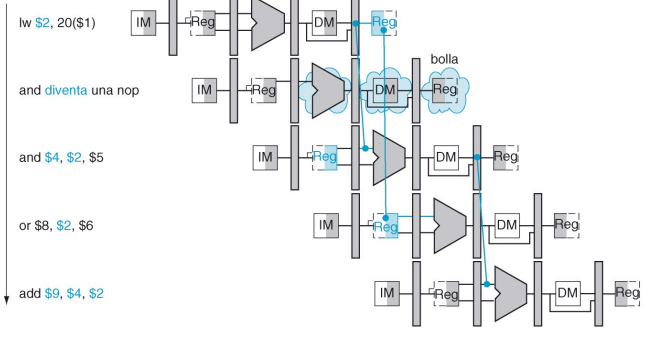 lw $2, 20($1) IM Reg DM Reg
bolla
and diventa una nop IM Reg DM Reg
and $4, $2, $5 IM Reg DM Reg
or $8, $2, $6 IM Reg DM Reg
add $9, $4, $2 IM Reg DM Reg